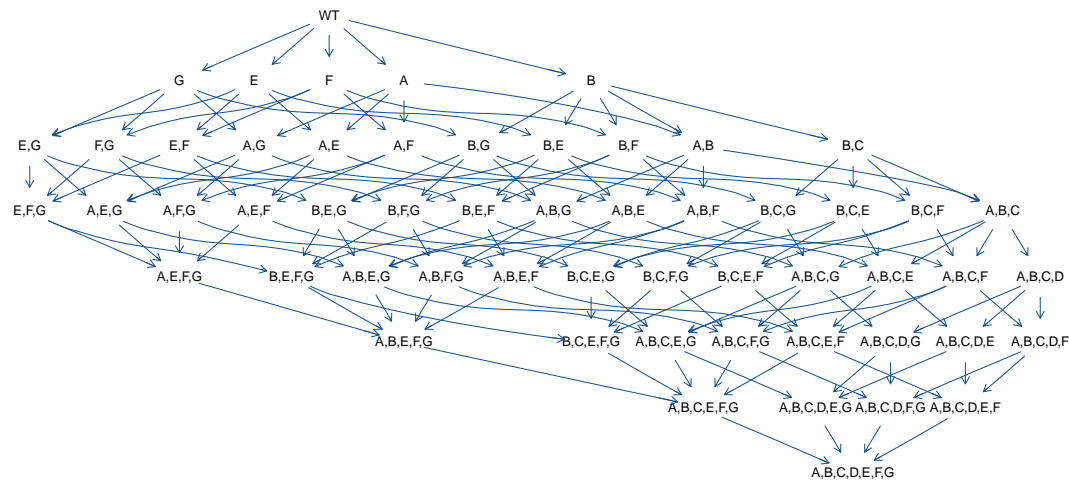 WT
G E F A B
E,G F,G E,F A,G A,E A,F B,G B,E B,F A,B B,C
E,F,G A,E,G A,F,G A,E,F B,E,G B,F,G B,E,F A,B,G A,B,E A,B,F B,C,G B,C,E B,C,F A,B,C
A,E,F,G B,E,F,G A,B,E,G A,B,F,G A,B,E,F B,C,E,G B,C,F,G B,C,E,F A,B,C,G A,B,C,E A,B,C,F A,B,C,D
A,B,E,F,G B,C,E,F,G A,B,C,E,G A,B,C,F,G A,B,C,E,F A,B,C,D,G A,B,C,D,E A,B,C,D,F
A,B,C,E,F,G A,B,C,D,E,G A,B,C,D,F,G A,B,C,D,E,F
A,B,C,D,E,F,G